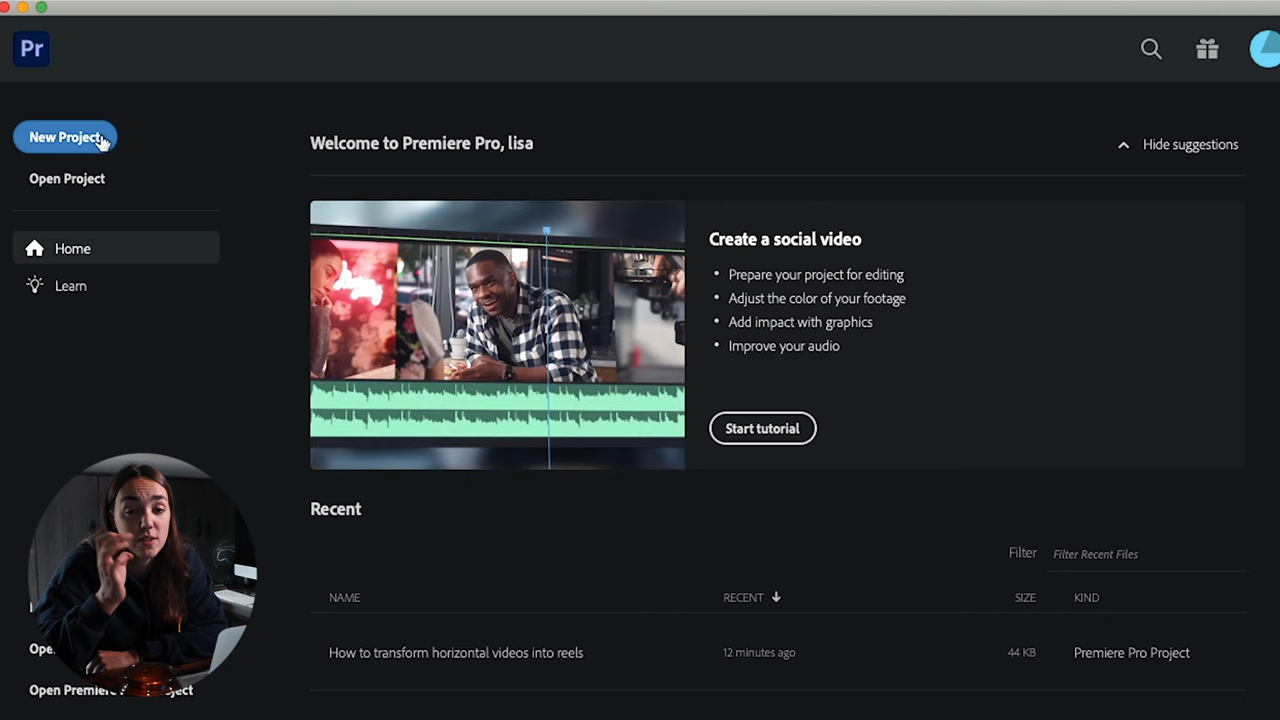 Pr
New Project
Open Project
Home
Learn
Welcome to Premiere Pro, lisa
Hide suggestions
Create a social video
• Prepare your project for editing
• Adjust the color of your footage
• Add impact with graphics
• Improve your audio
Start tutorial
Recent
Filter
Filter Recent Files
NAME
RECENT
SIZE
KIND
How to transform horizontal videos into reels
12 minutes ago
44 KB
Premiere Pro Project
Open